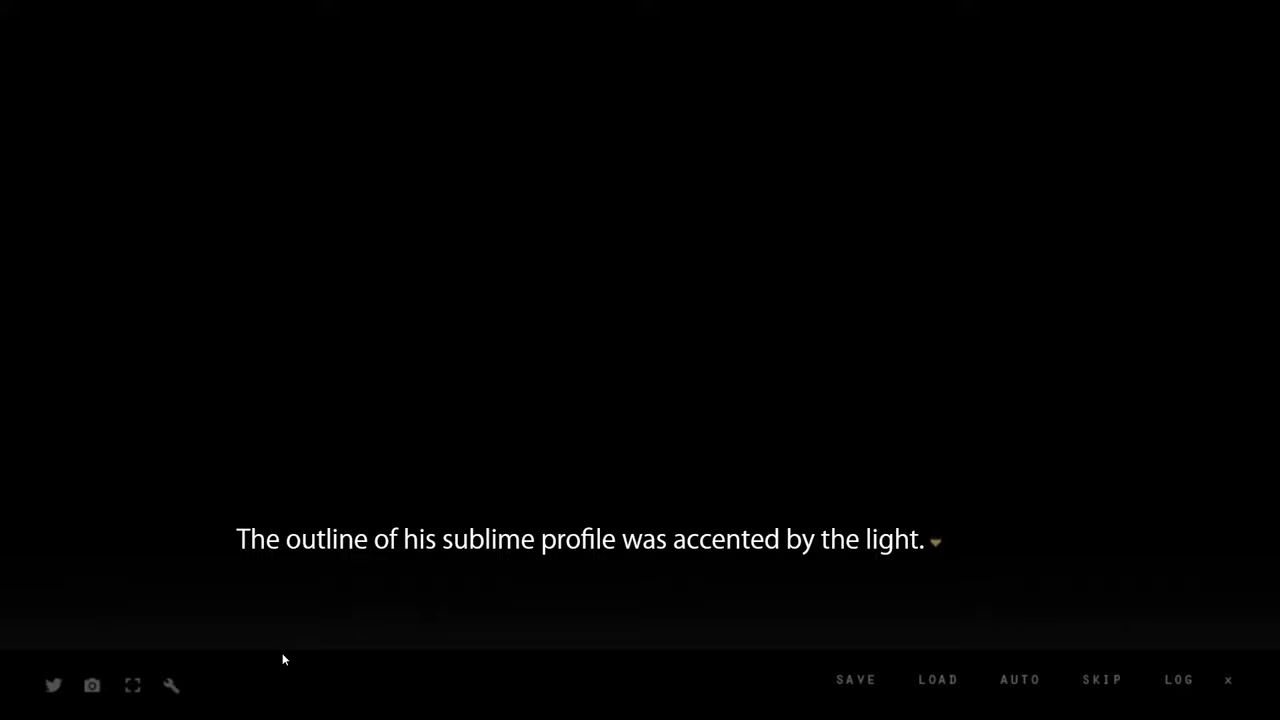 The outline of his sublime profile was accented by the light.
SAVE LOAD AUTO SKIP LOG x